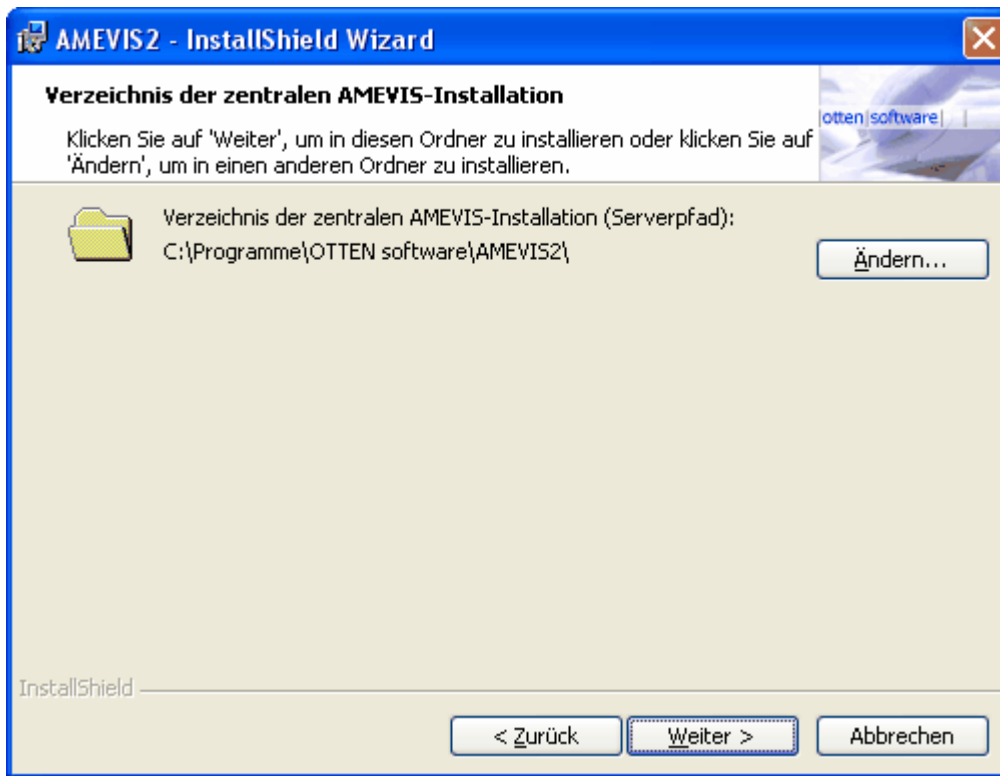 AMEVIS2 - InstallShield Wizard
Verzeichnis der zentralen AMEVIS-Installation
Klicken Sie auf 'Weiter', um in diesen Ordner zu installieren oder klicken Sie auf
'Ändern', um in einen anderen Ordner zu installieren.
|otten|software| |
Verzeichnis der zentralen AMEVIS-Installation (Serverpfad):
C:\Programme\OTTEN software\AMEVIS2\
Ändern...
InstallShield
< Zurück
Weiter >
Abbrechen